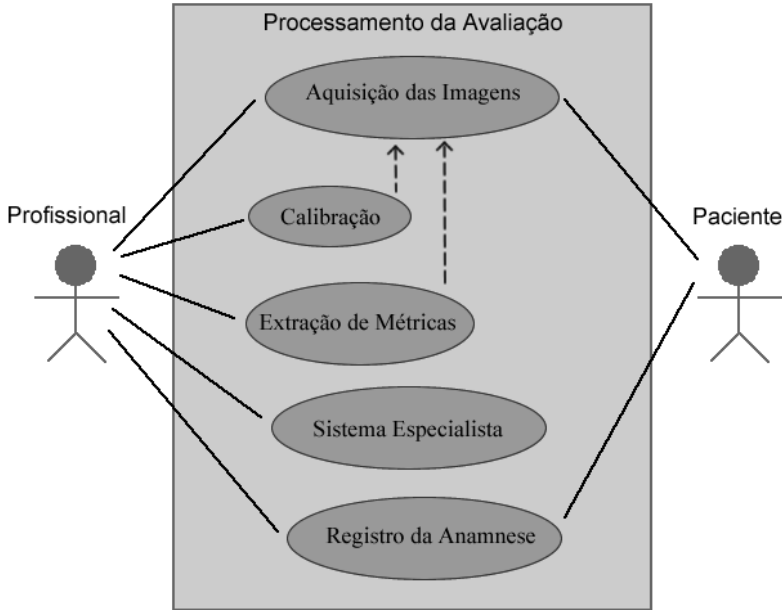 Processamento da Avaliação
Aquisição das Imagens
Profissional
Calibração
Paciente
Extração de Métricas
Sistema Especialista
Registro da Anamnese